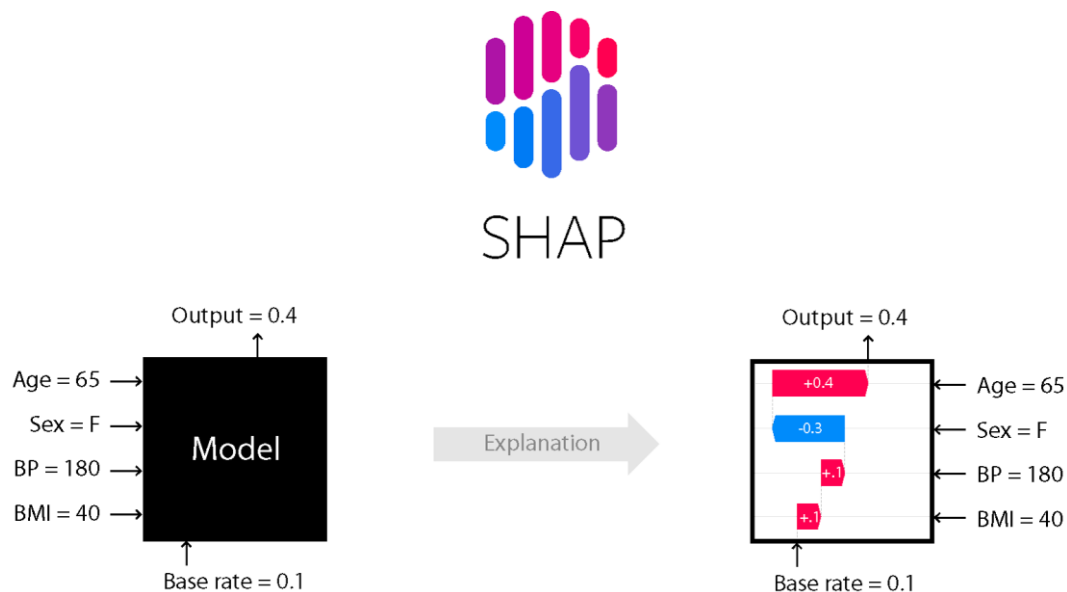 SHAP
Output = 0.4
Age = 65
Sex = F
BP = 180
BMI = 40
Model
Base rate = 0.1
Explanation
Output = 0.4
+0.4
Age = 65
-0.3
Sex = F
+.1
BP = 180
+.1
BMI = 40
Base rate = 0.1